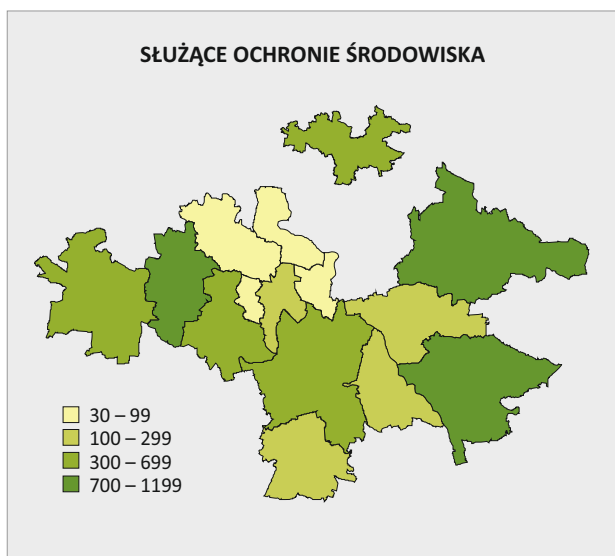 SŁUŻĄCE OCHRONIE ŚRODOWISKA
30 – 99
100 – 299
300 – 699
700 – 1199